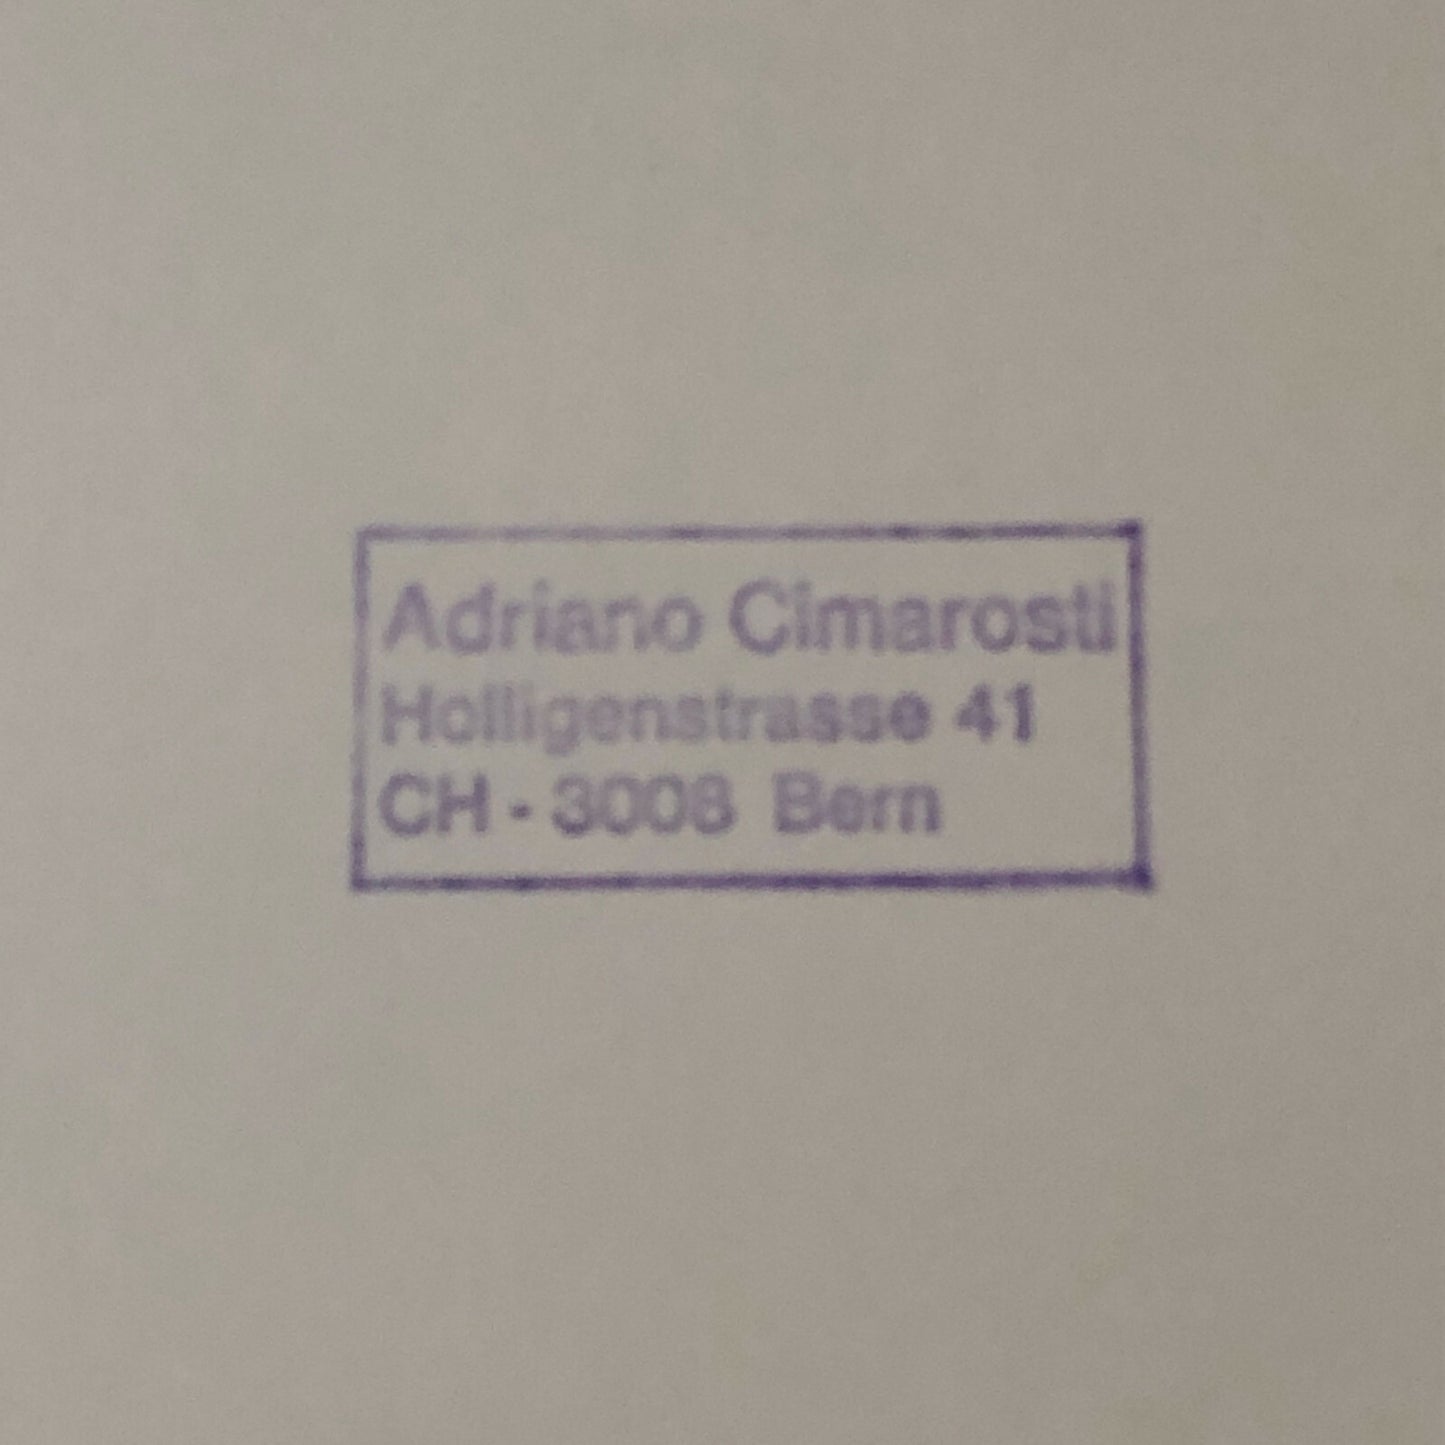 Adriano Cimarosti
Holligenstrasse 41
CH - 3008 Bern